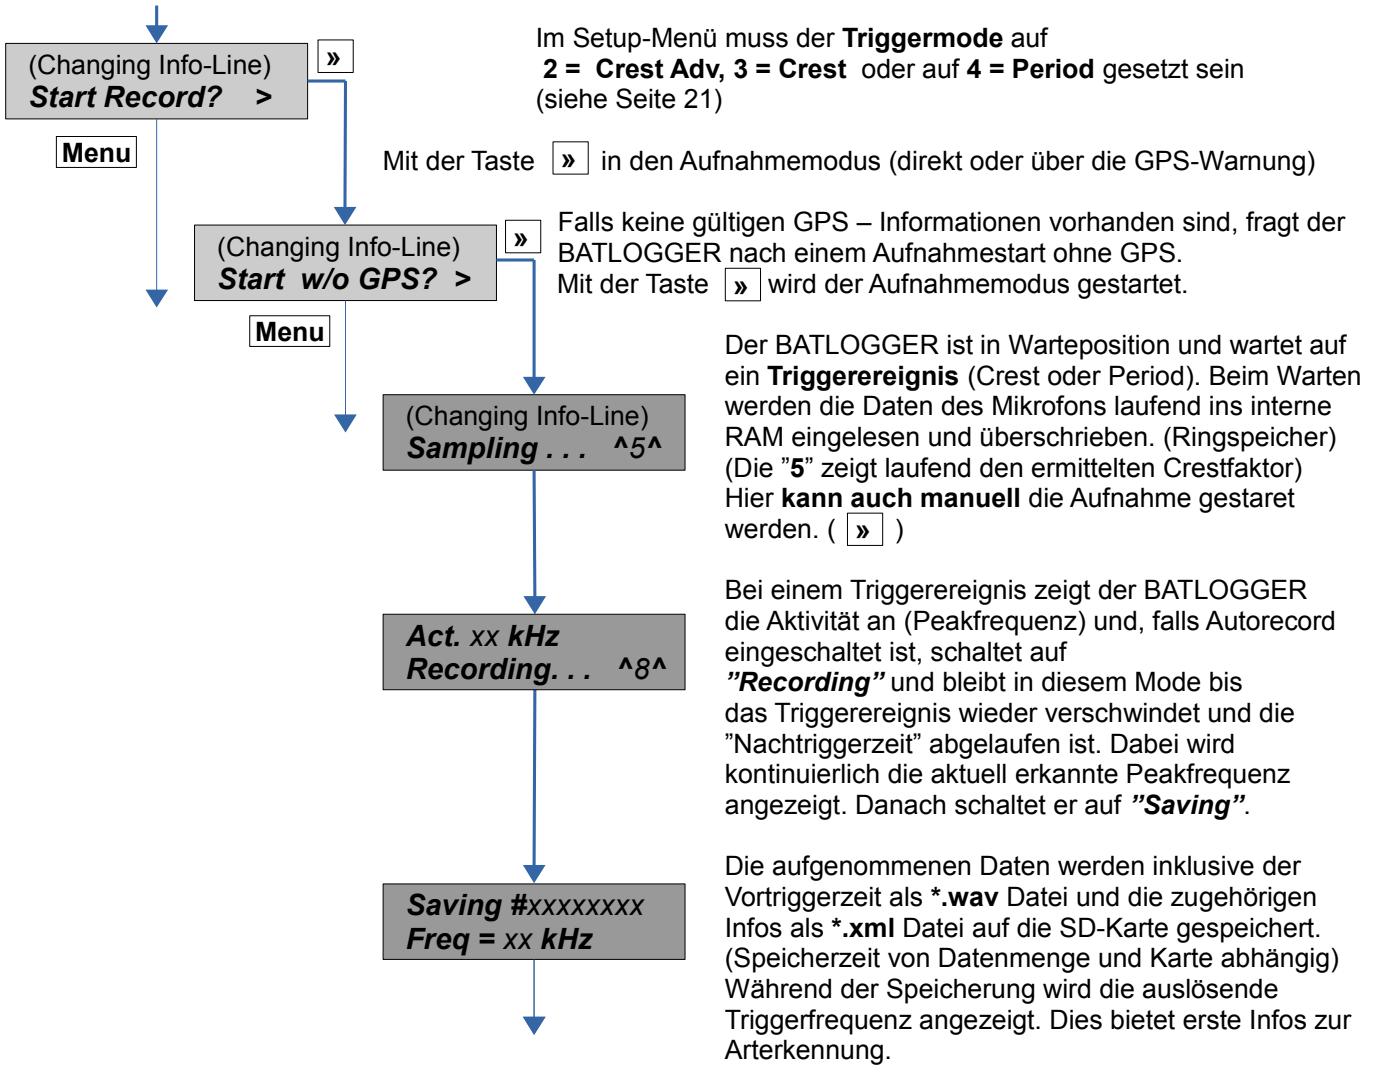 (Changing Info-Line)
Start Record? >
»
Im Setup-Menü muss der Triggermode auf
2 = Crest Adv, 3 = Crest oder auf 4 = Period gesetzt sein
(siehe Seite 21)
Menu
Mit der Taste » in den Aufnahmemodus (direkt oder über die GPS-Warnung)
(Changing Info-Line)
Start w/o GPS? >
»
Falls keine gültigen GPS – Informationen vorhanden sind, fragt der
BATLOGGER nach einem Aufnahmestart ohne GPS.
Mit der Taste » wird der Aufnahmemodus gestartet.
Menu
(Changing Info-Line)
Sampling . . . ^5^
Der BATLOGGER ist in Warteposition und wartet auf
ein Triggerereignis (Crest oder Period). Beim Warten
werden die Daten des Mikrofons laufend ins interne
RAM eingelesen und überschrieben. (Ringspeicher)
(Die ”5” zeigt laufend den ermittelten Crestfaktor)
Hier kann auch manuell die Aufnahme gestaret
werden. ( » )
Act. xx kHz
Recording. . . ^8^
Bei einem Triggerereignis zeigt der BATLOGGER
die Aktivität an (Peakfrequenz) und, falls Autorecord
eingeschaltet ist, schaltet auf
”Recording” und bleibt in diesem Mode bis
das Triggerereignis wieder verschwindet und die
”Nachtriggerzeit” abgelaufen ist. Dabei wird
kontinuierlich die aktuell erkannte Peakfrequenz
angezeigt. Danach schaltet er auf ”Saving”.
Saving #xxxxxxxx
Freq = xx kHz
Die aufgenommenen Daten werden inklusive der
Vortriggerzeit als *.wav Datei und die zugehörigen
Infos als *.xml Datei auf die SD-Karte gespeichert.
(Speicherzeit von Datenmenge und Karte abhängig)
Während der Speicherung wird die auslösende
Triggerfrequenz angezeigt. Dies bietet erste Infos zur
Arterkennung.